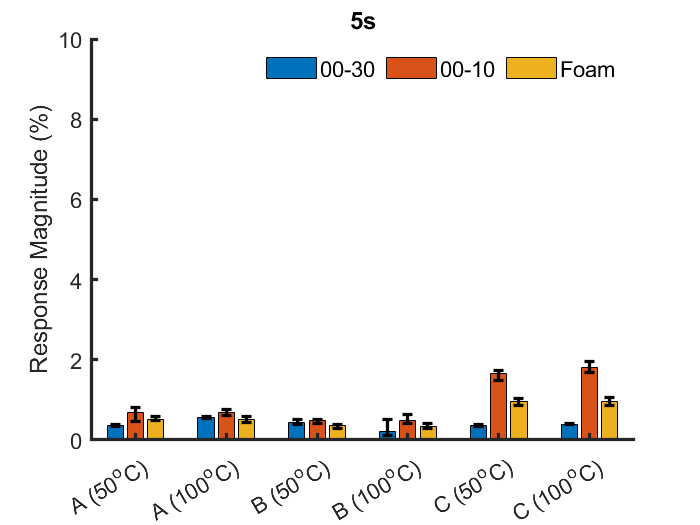 5s
10
8
6
4
2
0
Response Magnitude (%)
00-30 00-10 Foam
A (50°C)
A (100°C)
B (50°C)
B (100°C)
C (50°C)
C (100°C)